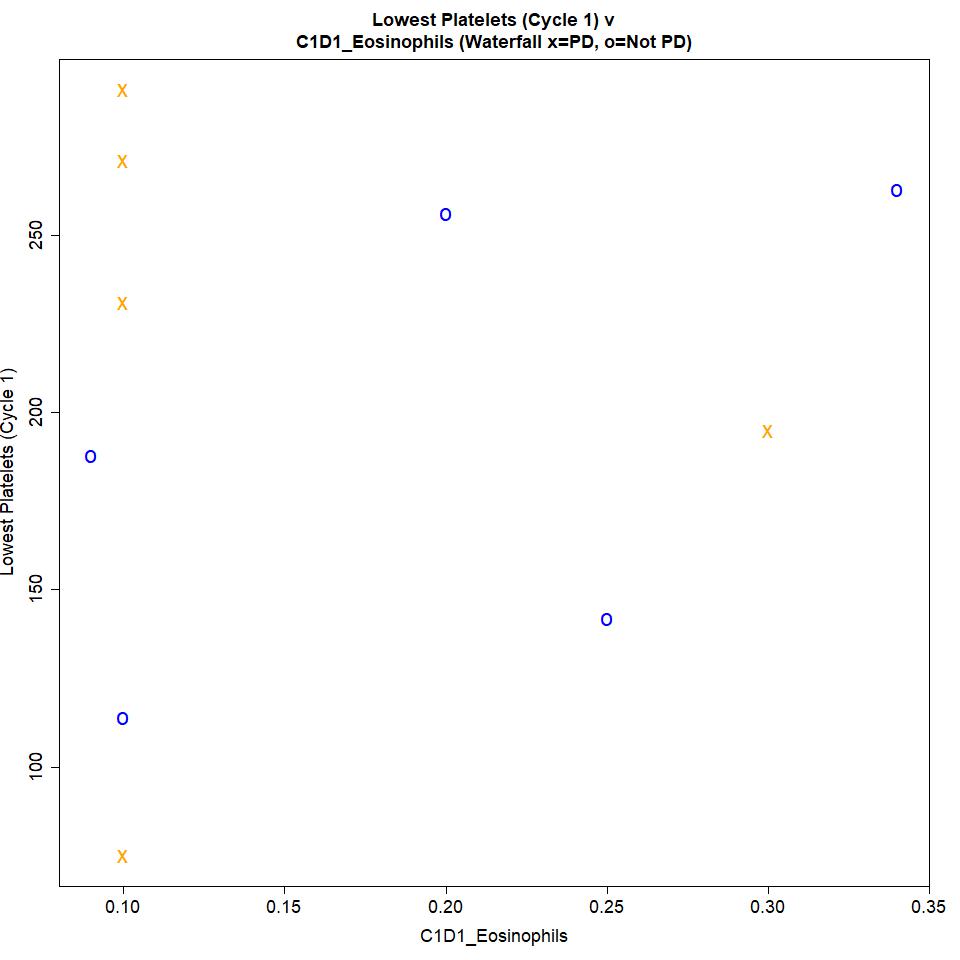 Lowest Platelets (Cycle 1) v
C1D1_Eosinophils (Waterfall x=PD, o=Not PD)
X
X
O
O
250
X
Lowest Platelets (Cycle 1)
200
X
O
150
O
O
100
X
0.10 0.15 0.20 0.25 0.30 0.35
C1D1_Eosinophils